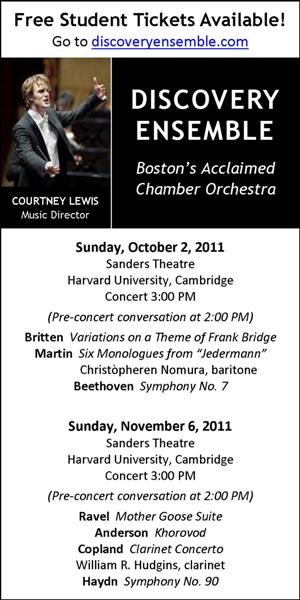 Free Student Tickets Available!
Go to discoveryensemble.com
DISCOVERY
ENSEMBLE
Boston's Acclaimed
Chamber Orchestra
COURTNEY LEWIS
Music Director
Sunday, October 2, 2011
Sanders Theatre
Harvard University, Cambridge
Concert 3:00 PM
(Pre-concert conversation at 2:00 PM)
Britten Variations on a Theme of Frank Bridge
Martin Six Monologues from “Jedermann”
Christòpheren Nomura, baritone
Beethoven Symphony No. 7
Sunday, November 6, 2011
Sanders Theatre
Harvard University, Cambridge
Concert 3:00 PM
(Pre-concert conversation at 2:00 PM)
Ravel Mother Goose Suite
Anderson Khorovod
Copland Clarinet Concerto
William R. Hudgins, clarinet
Haydn Symphony No. 90